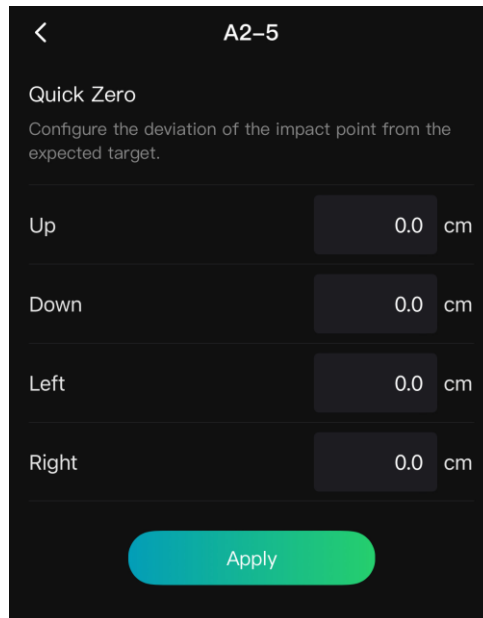 A2-5
Quick Zero
Configure the deviation of the impact point from the
expected target.
Up 0.0 cm
Down 0.0 cm
Left 0.0 cm
Right 0.0 cm
Apply